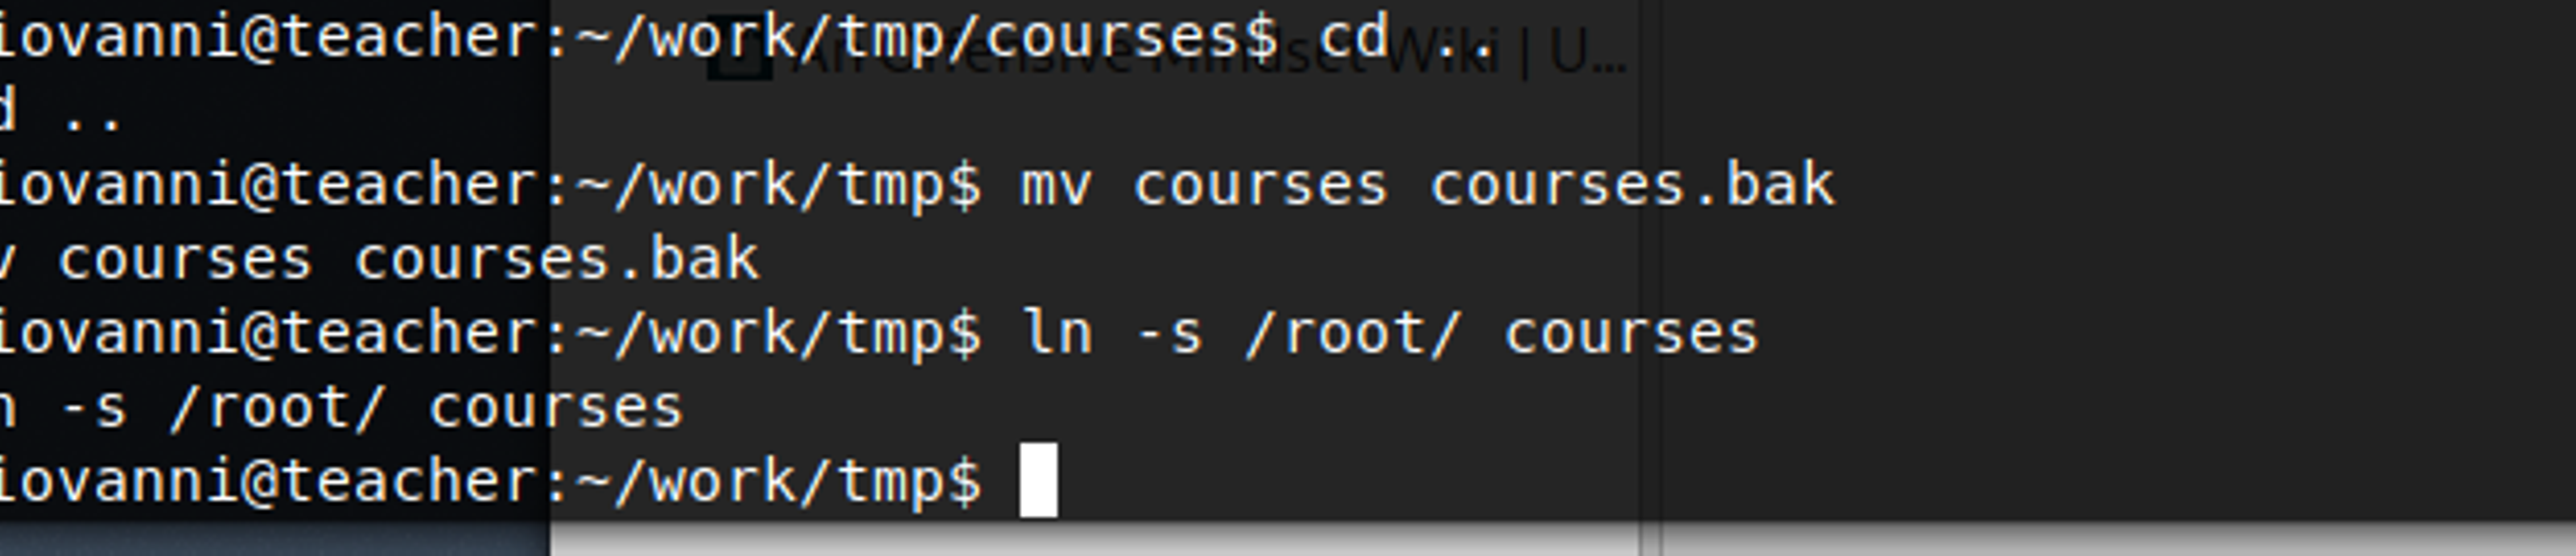 iovanni@teacher:~/work/tmp/courses$ cd ..
An Offensive Mindset Wiki | U...
d ..
iovanni@teacher:~/work/tmp$ mv courses courses.bak
v courses courses.bak
iovanni@teacher:~/work/tmp$ ln -s /root/ courses
n -s /root/ courses
iovanni@teacher:~/work/tmp$